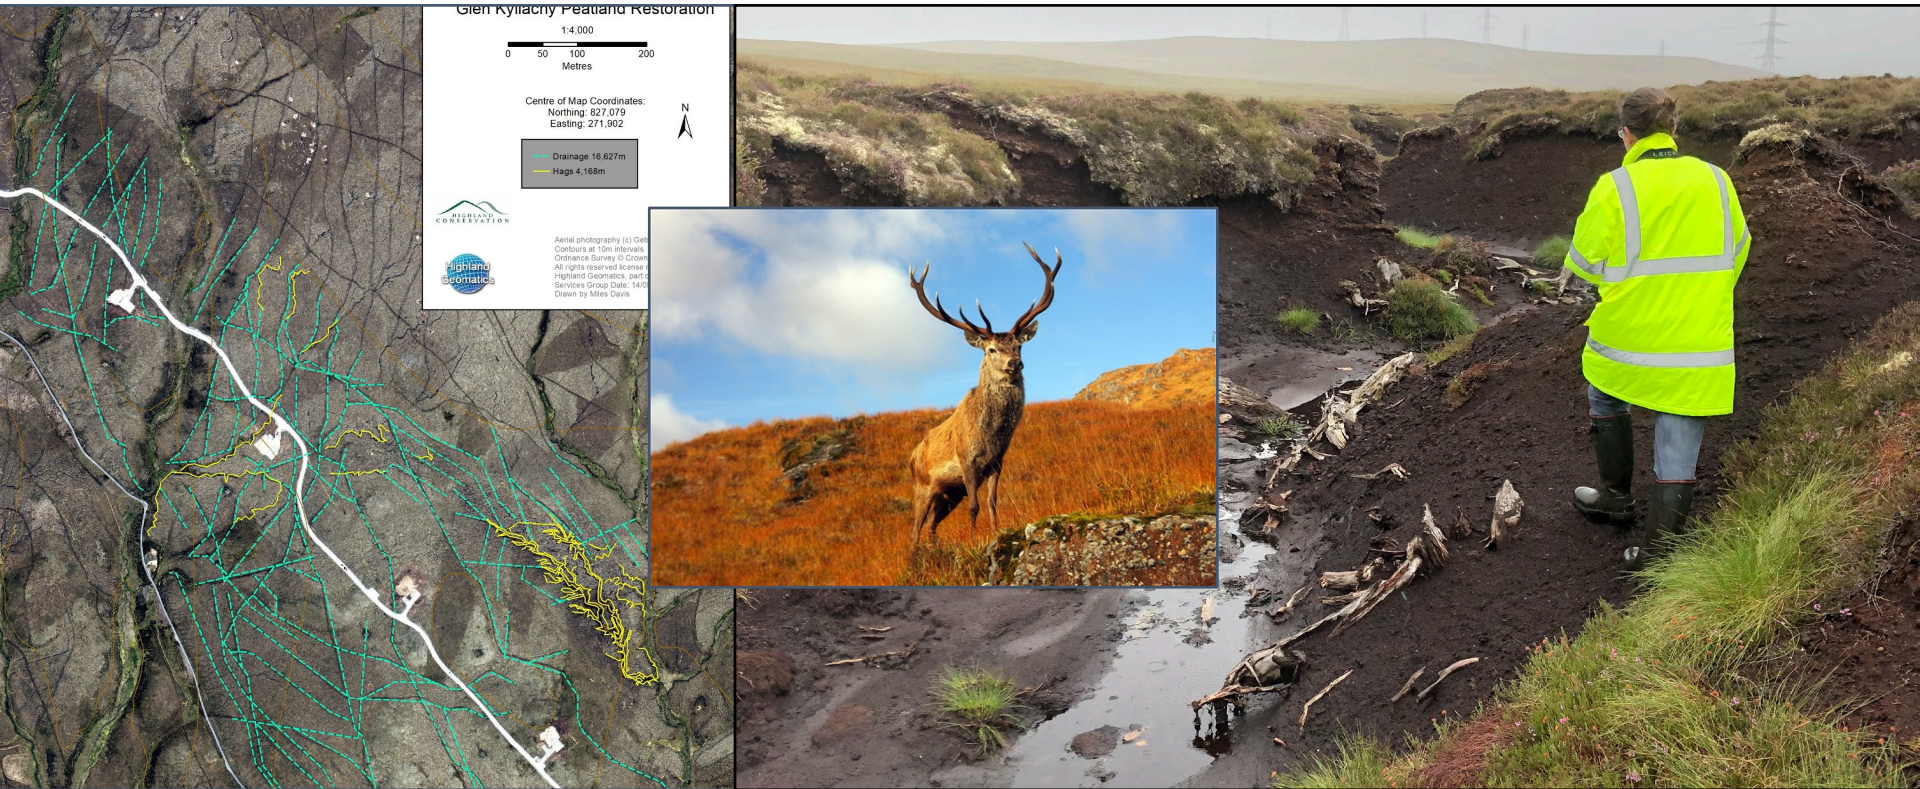 Glen Kyllachy Peatland Restoration
1:4,000
0 50 100 200
Metres
Centre of Map Coordinates:
Northing: 827,079
Easting: 271,902
N
Drainage 16,627m
Hags 4,168m
HIGHLAND
CONSERVATION
Highland
Geomatics
Aerial photography (c) Get
Contours at 10m intervals
Ordnance Survey © Crown
All rights reserved license
Highland Geomatics, part
Services Group Date: 14/0
Drawn by Miles Davis
LEIC